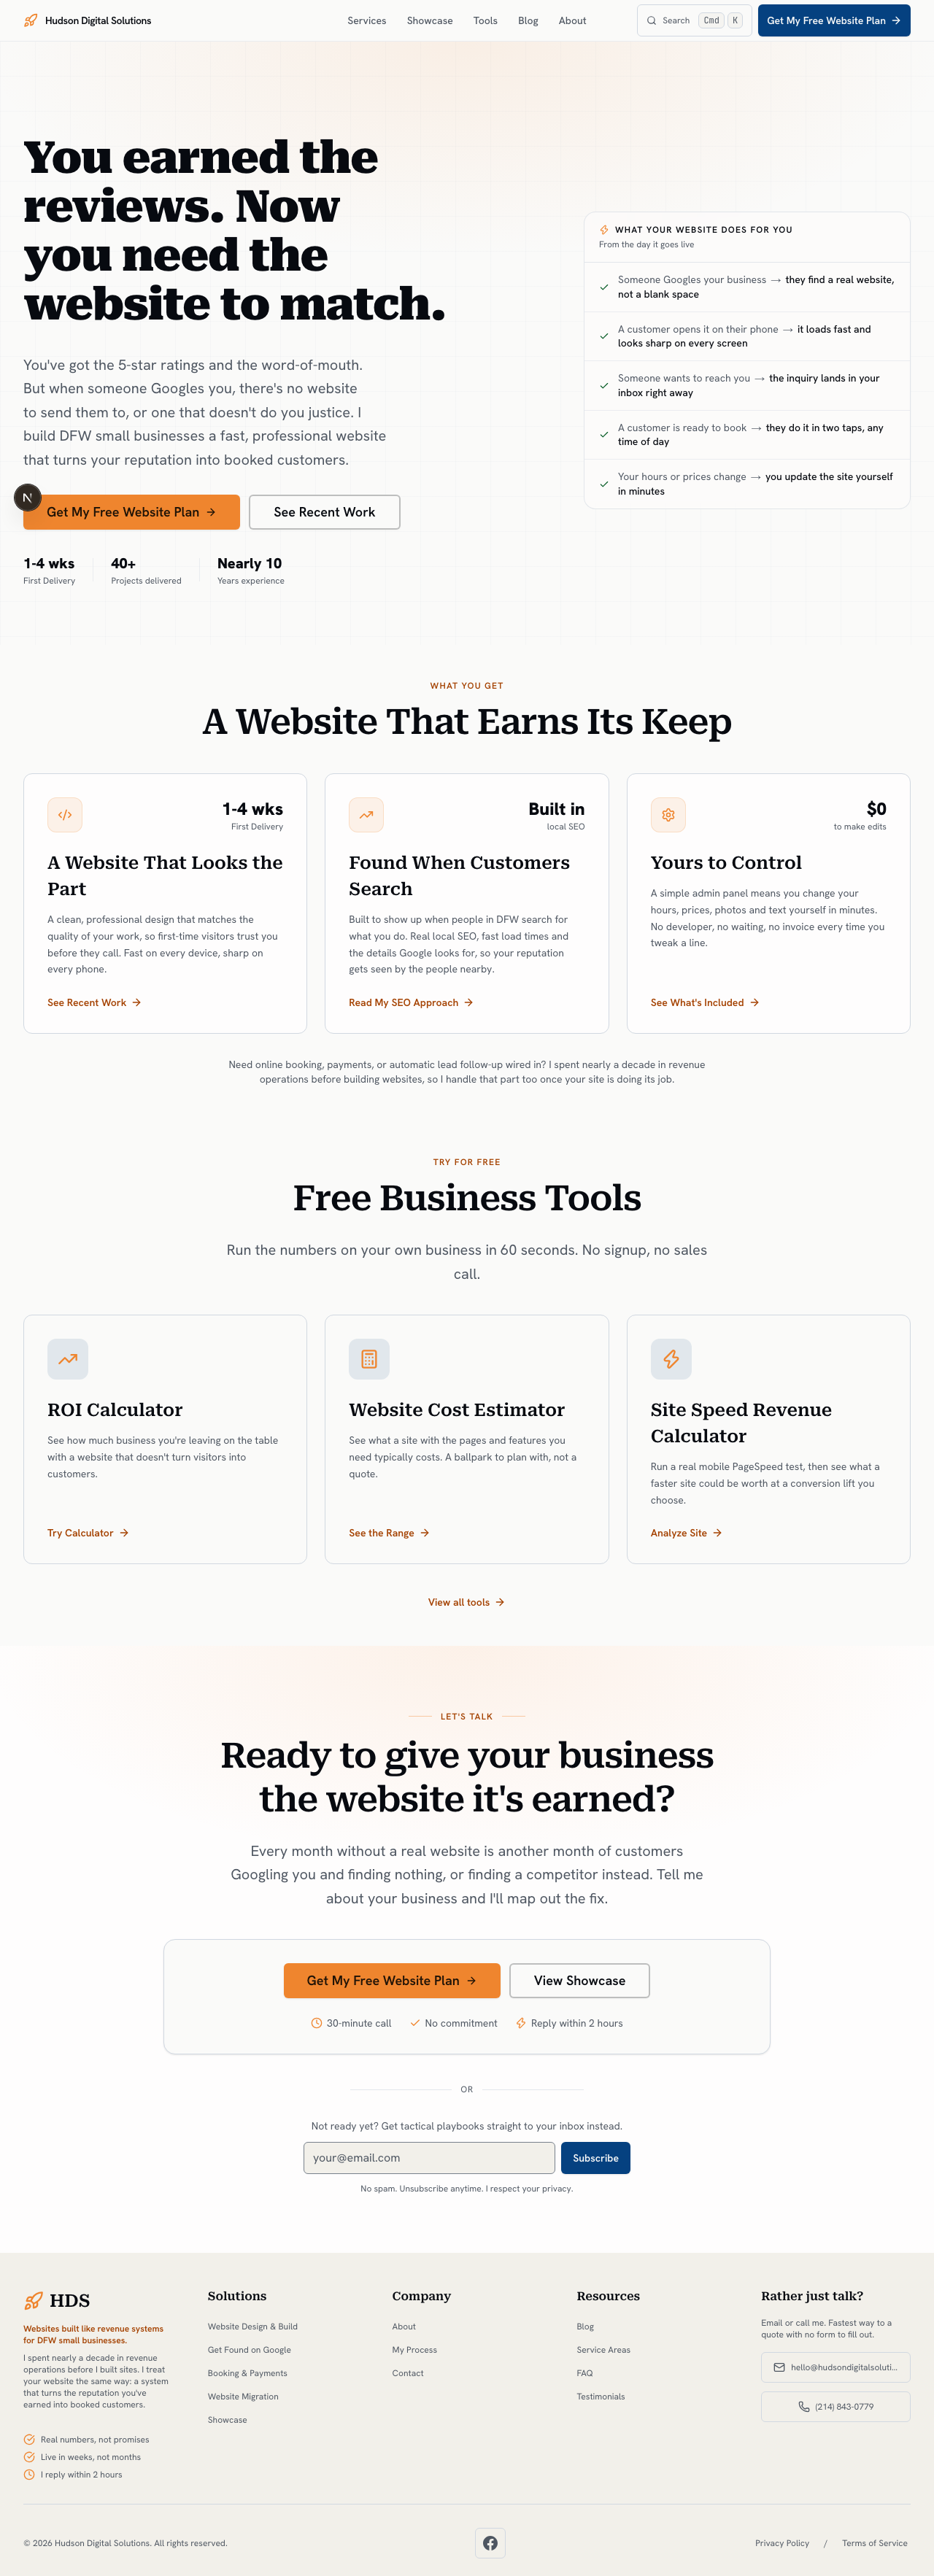 Hudson Digital Solutions
Services
Showcase
Tools
Blog
About
Search
Cmd
K
Get My Free Website Plan →
You earned the
reviews. Now
you need the
website to match.
You've got the 5-star ratings and the word-of-mouth.
But when someone Googles you, there's no website
to send them to, or one that doesn't do you justice. I
build DFW small businesses a fast, professional website
that turns your reputation into booked customers.
N
Get My Free Website Plan →
See Recent Work
1-4 wks
First Delivery
40+
Projects delivered
Nearly 10
Years experience
WHAT YOUR WEBSITE DOES FOR YOU
From the day it goes live
Someone Googles your business → they find a real website,
not a blank space
A customer opens it on their phone → it loads fast and
looks sharp on every screen
Someone wants to reach you → the inquiry lands in your
inbox right away
A customer is ready to book → they do it in two taps, any
time of day
Your hours or prices change → you update the site yourself
in minutes
WHAT YOU GET
A Website That Earns Its Keep
1-4 wks
First Delivery
A Website That Looks the
Part
A clean, professional design that matches the
quality of your work, so first-time visitors trust you
before they call. Fast on every device, sharp on
every phone.
See Recent Work →
Built in
local SEO
Found When Customers
Search
Built to show up when people in DFW search for
what you do. Real local SEO, fast load times and
the details Google looks for, so your reputation
gets seen by the people nearby.
Read My SEO Approach →
$0
to make edits
Yours to Control
A simple admin panel means you change your
hours, prices, photos and text yourself in minutes.
No developer, no waiting, no invoice every time you
tweak a line.
See What's Included →
Need online booking, payments, or automatic lead follow-up wired in? I spent nearly a decade in revenue
operations before building websites, so I handle that part too once your site is doing its job.
TRY FOR FREE
Free Business Tools
Run the numbers on your own business in 60 seconds. No signup, no sales
call.
ROI Calculator
See how much business you're leaving on the table
with a website that doesn't turn visitors into
customers.
Try Calculator →
Website Cost Estimator
See what a site with the pages and features you
need typically costs. A ballpark to plan with, not a
quote.
See the Range →
Site Speed Revenue
Calculator
Run a real mobile PageSpeed test, then see what a
faster site could be worth at a conversion lift you
choose.
Analyze Site →
View all tools →
LET'S TALK
Ready to give your business
the website it's earned?
Every month without a real website is another month of customers
Googling you and finding nothing, or finding a competitor instead. Tell me
about your business and I'll map out the fix.
Get My Free Website Plan →
View Showcase
30-minute call
No commitment
Reply within 2 hours
OR
Not ready yet? Get tactical playbooks straight to your inbox instead.
your@email.com
Subscribe
No spam. Unsubscribe anytime. I respect your privacy.
HDS
Websites built like revenue systems
for DFW small businesses.
I spent nearly a decade in revenue
operations before I built sites. I treat
your website the same way: a system
that turns the reputation you've
earned into booked customers.
Real numbers, not promises
Live in weeks, not months
I reply within 2 hours
Solutions
Website Design & Build
Get Found on Google
Booking & Payments
Website Migration
Showcase
Company
About
My Process
Contact
Resources
Blog
Service Areas
FAQ
Testimonials
Rather just talk?
Email or call me. Fastest way to a
quote with no form to fill out.
hello@hudsondigitalsoluti...
(214) 843-0779
© 2026 Hudson Digital Solutions. All rights reserved.
Privacy Policy / Terms of Service